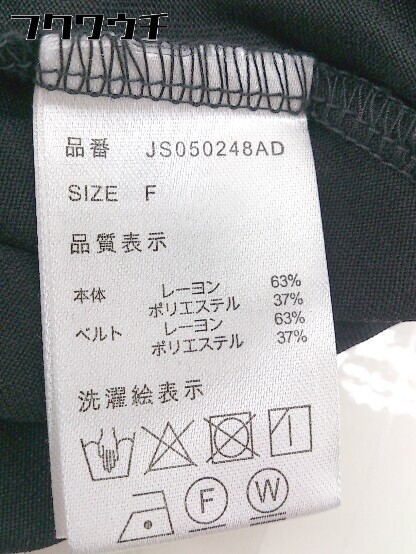 フクウウチ
品番 JS050248AD
SIZE F
品質表示
本体 レーヨン 63%
ポリエステル 37%
ベルト レーヨン 63%
ポリエステル 37%
洗濯絵表示
F W